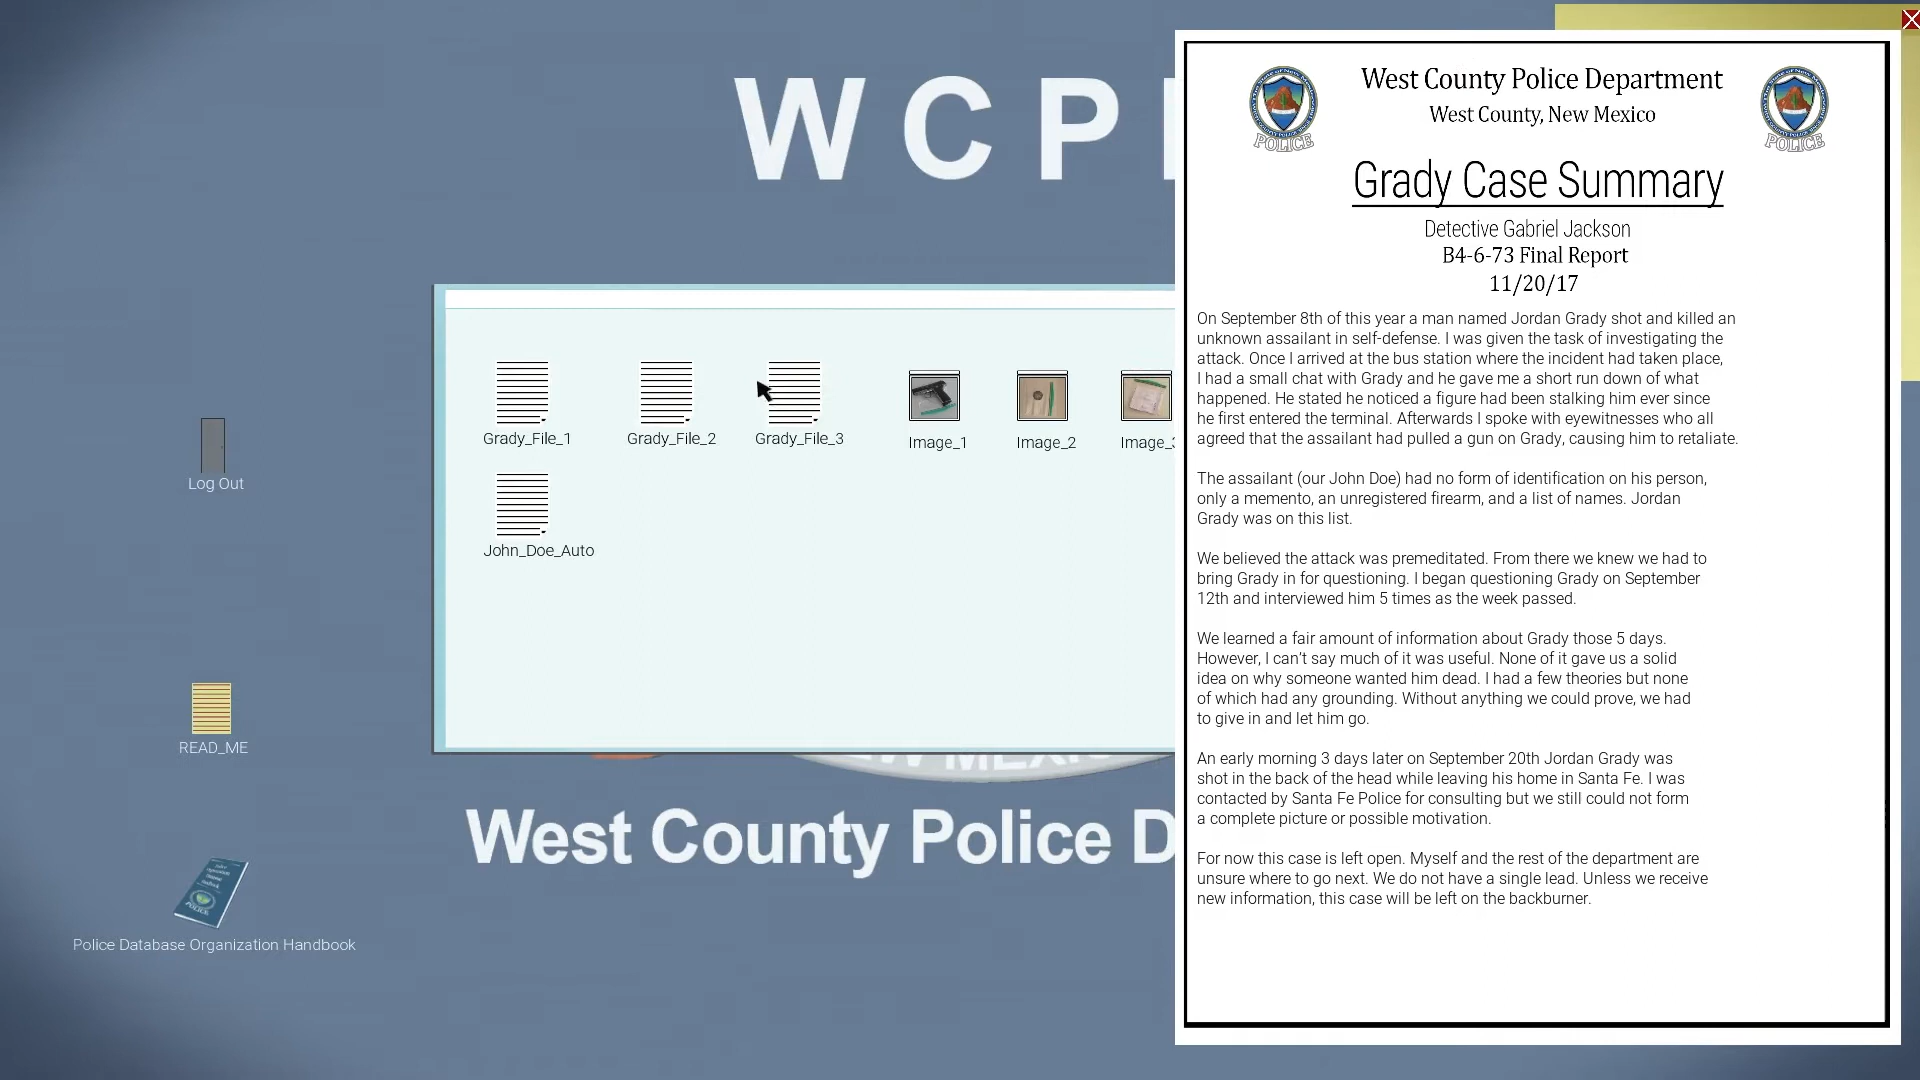 W C P
West County Police D
Log Out
READ_ME
Police Database Organization Handbook
Grady_File_1
Grady_File_2
Grady_File_3
Image_1
Image_2
Image_3
John_Doe_Auto
NEW MEXIC
West County Police Department
West County, New Mexico
POLICE
POLICE
Grady Case Summary
Detective Gabriel Jackson
B4-6-73 Final Report
11/20/17
On September 8th of this year a man named Jordan Grady shot and killed an
unknown assailant in self-defense. I was given the task of investigating the
attack. Once I arrived at the bus station where the incident had taken place,
I had a small chat with Grady and he gave me a short run down of what
happened. He stated he noticed a figure had been stalking him ever since
he first entered the terminal. Afterwards I spoke with eyewitnesses who all
agreed that the assailant had pulled a gun on Grady, causing him to retaliate.
The assailant (our John Doe) had no form of identification on his person,
only a memento, an unregistered firearm, and a list of names. Jordan
Grady was on this list.
We believed the attack was premeditated. From there we knew we had to
bring Grady in for questioning. I began questioning Grady on September
12th and interviewed him 5 times as the week passed.
We learned a fair amount of information about Grady those 5 days.
However, I can't say much of it was useful. None of it gave us a solid
idea on why someone wanted him dead. I had a few theories but none
of which had any grounding. Without anything we could prove, we had
to give in and let him go.
An early morning 3 days later on September 20th Jordan Grady was
shot in the back of the head while leaving his home in Santa Fe. I was
contacted by Santa Fe Police for consulting but we still could not form
a complete picture or possible motivation.
For now this case is left open. Myself and the rest of the department are
unsure where to go next. We do not have a single lead. Unless we receive
new information, this case will be left on the backburner.